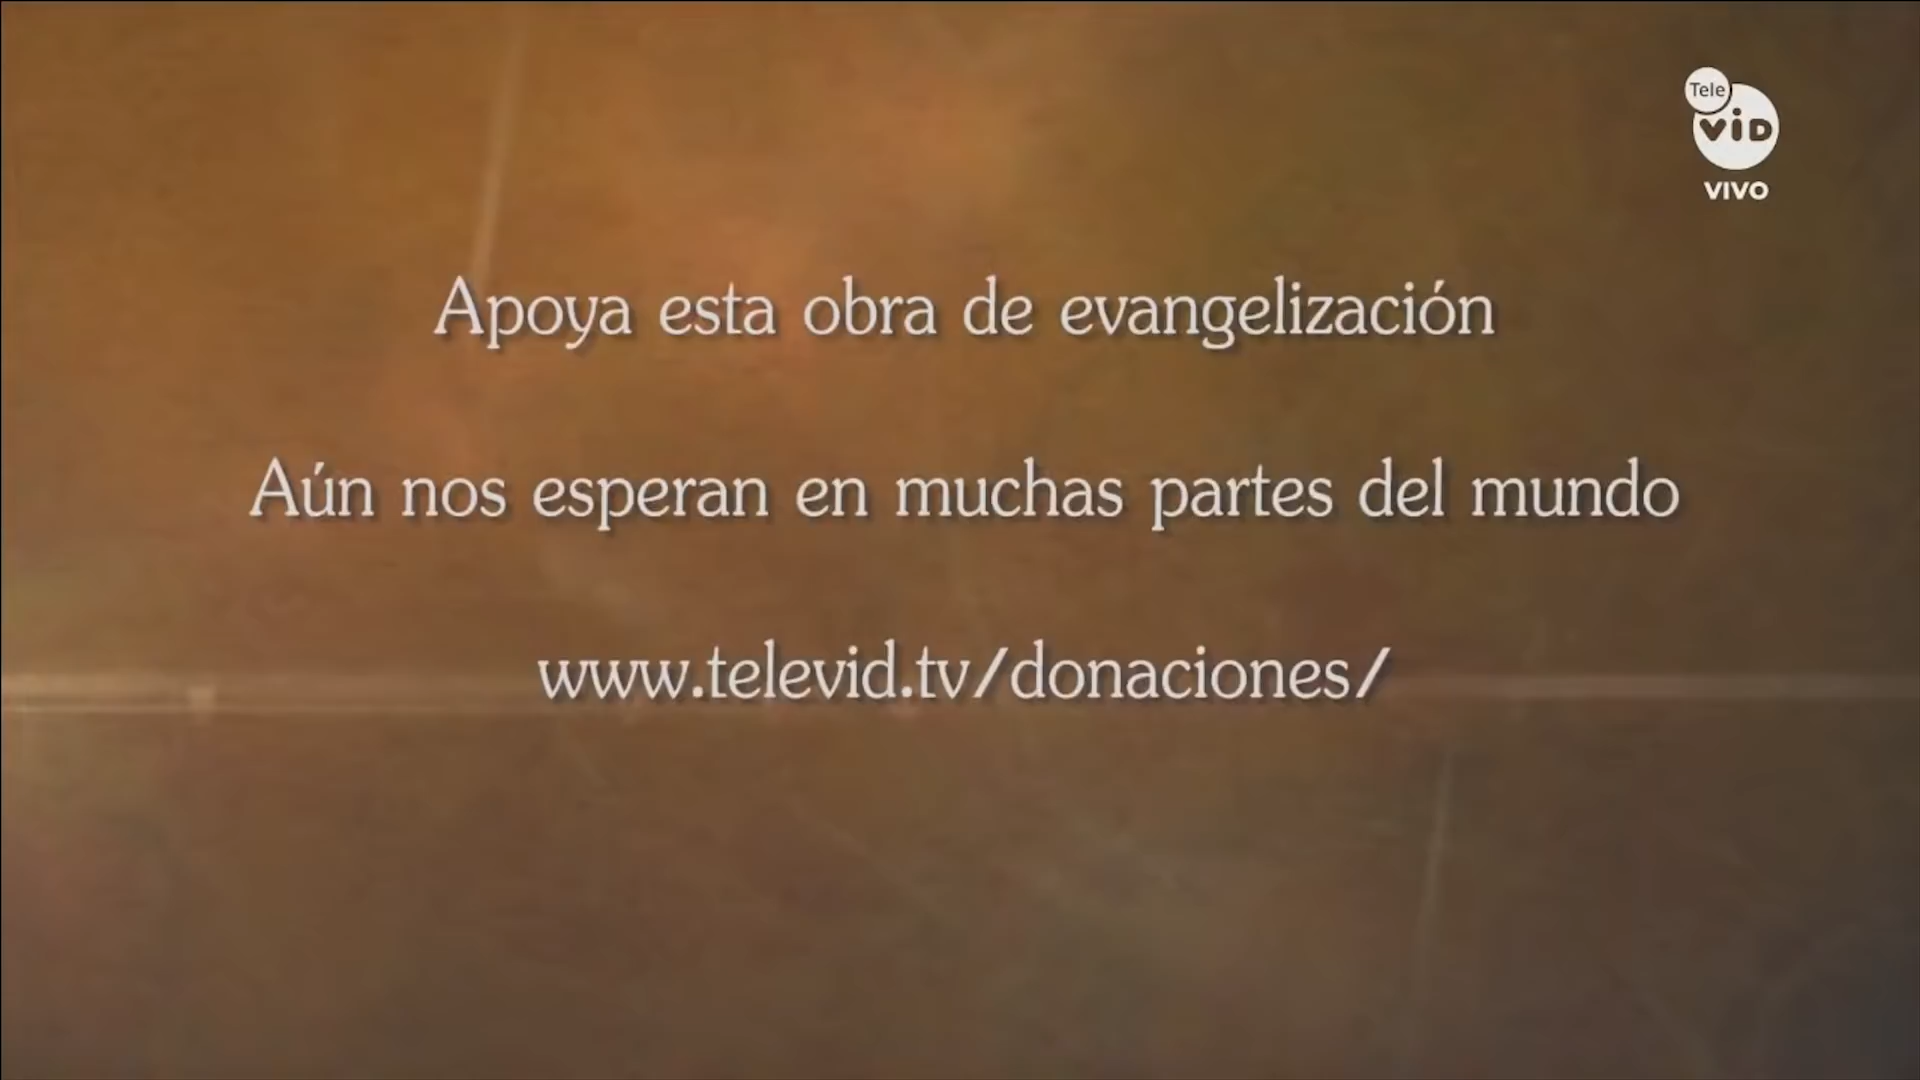 Tele
ViD
VIVO
Apoya esta obra de evangelización
Aún nos esperan en muchas partes del mundo
www.televid.tv/donaciones/